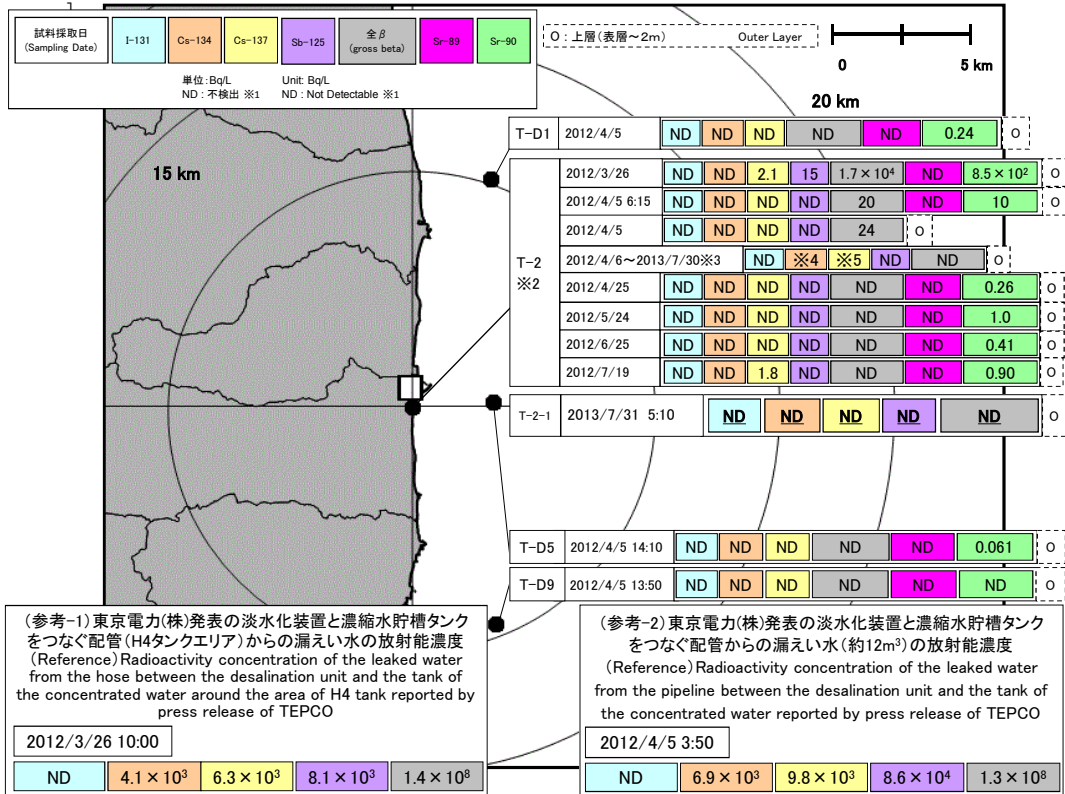 試料採取日
(Sampling Date)
I-131
Cs-134
Cs-137
Sb-125
全β
(gross beta)
Sr-89
Sr-90
単位:Bq/L Unit: Bq/L
ND : 不検出 ※1 ND : Not Detectable ※1
O : 上層(表層~2m) Outer Layer
0 5 km
20 km
15 km
T-D1 2012/4/5 ND ND ND ND ND 0.24 O
T-2
※2
2012/3/26 ND ND 2.1 15 1.7×10⁴ ND 8.5×10² O
2012/4/5 6:15 ND ND ND ND 20 ND 10 O
2012/4/5 ND ND ND ND 24 O
2012/4/6~2013/7/30※3 ND ※4 ※5 ND ND O
2012/4/25 ND ND ND ND ND ND 0.26 O
2012/5/24 ND ND ND ND ND ND 1.0 O
2012/6/25 ND ND ND ND ND ND 0.41 O
2012/7/19 ND ND 1.8 ND ND ND 0.90 O
T-2-1 2013/7/31 5:10 ND ND ND ND ND O
T-D5 2012/4/5 14:10 ND ND ND ND ND 0.061 O
T-D9 2012/4/5 13:50 ND ND ND ND ND ND O
(参考-1)東京電力(株)発表の淡水化装置と濃縮水貯槽タンク
をつなぐ配管(H4タンクエリア)からの漏えい水の放射能濃度
(Reference)Radioactivity concentration of the leaked water
from the hose between the desalination unit and the tank of
the concentrated water around the area of H4 tank reported by
press release of TEPCO
2012/3/26 10:00
ND 4.1×10³ 6.3×10³ 8.1×10³ 1.4×10⁸
(参考-2)東京電力(株)発表の淡水化装置と濃縮水貯槽タンク
をつなぐ配管からの漏えい水(約12m³)の放射能濃度
(Reference)Radioactivity concentration of the leaked water
from the pipeline between the desalination unit and the tank of
the concentrated water reported by press release of TEPCO
2012/4/5 3:50
ND 6.9×10³ 9.8×10³ 8.6×10⁴ 1.3×10⁸